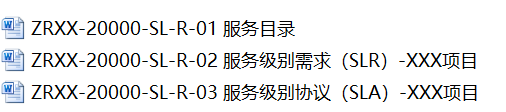 ZRXX-20000-SL-R-01 服务目录
ZRXX-20000-SL-R-02 服务级别需求（SLR）-XXX项目
ZRXX-20000-SL-R-03 服务级别协议（SLA）-XXX项目